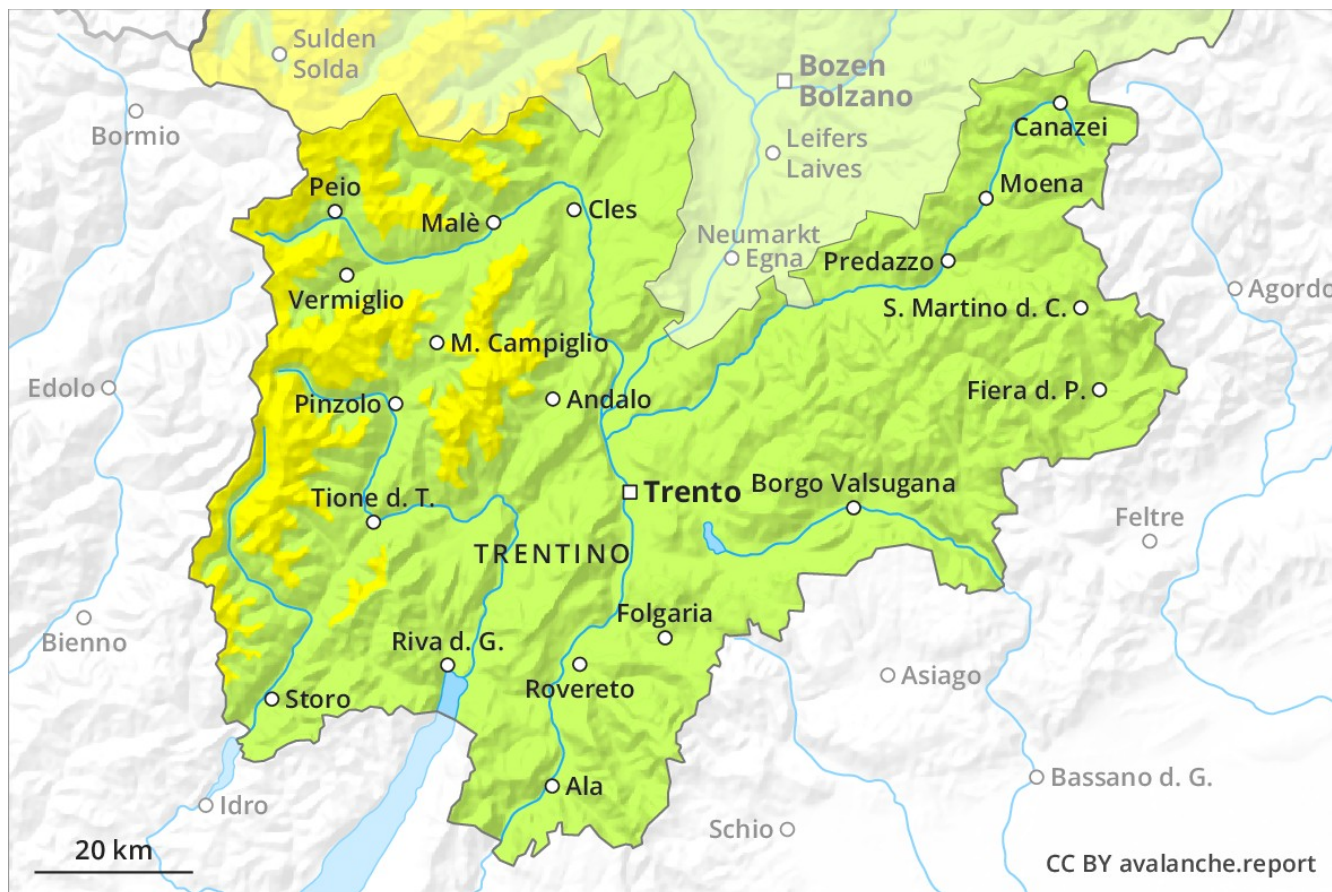 Sulden
Solda
Bozen
Bolzano
Bormio
Canazei
Leifers
Laives
Peio
Moena
Malè
Cles
Neumarkt
Egna
Predazzo
Vermiglio
Agordo
S. Martino d. C.
M. Campiglio
Edolo
Pinzolo
Andalo
Fiera d. P.
Tione d. T.
Trento
Borgo Valsugana
Feltre
TRENTINO
Bienno
Folgaria
Riva d. G.
Asiago
Storo
Rovereto
Bassano d. G.
Ala
Idro
Schio
20 km
CC BY avalanche.report